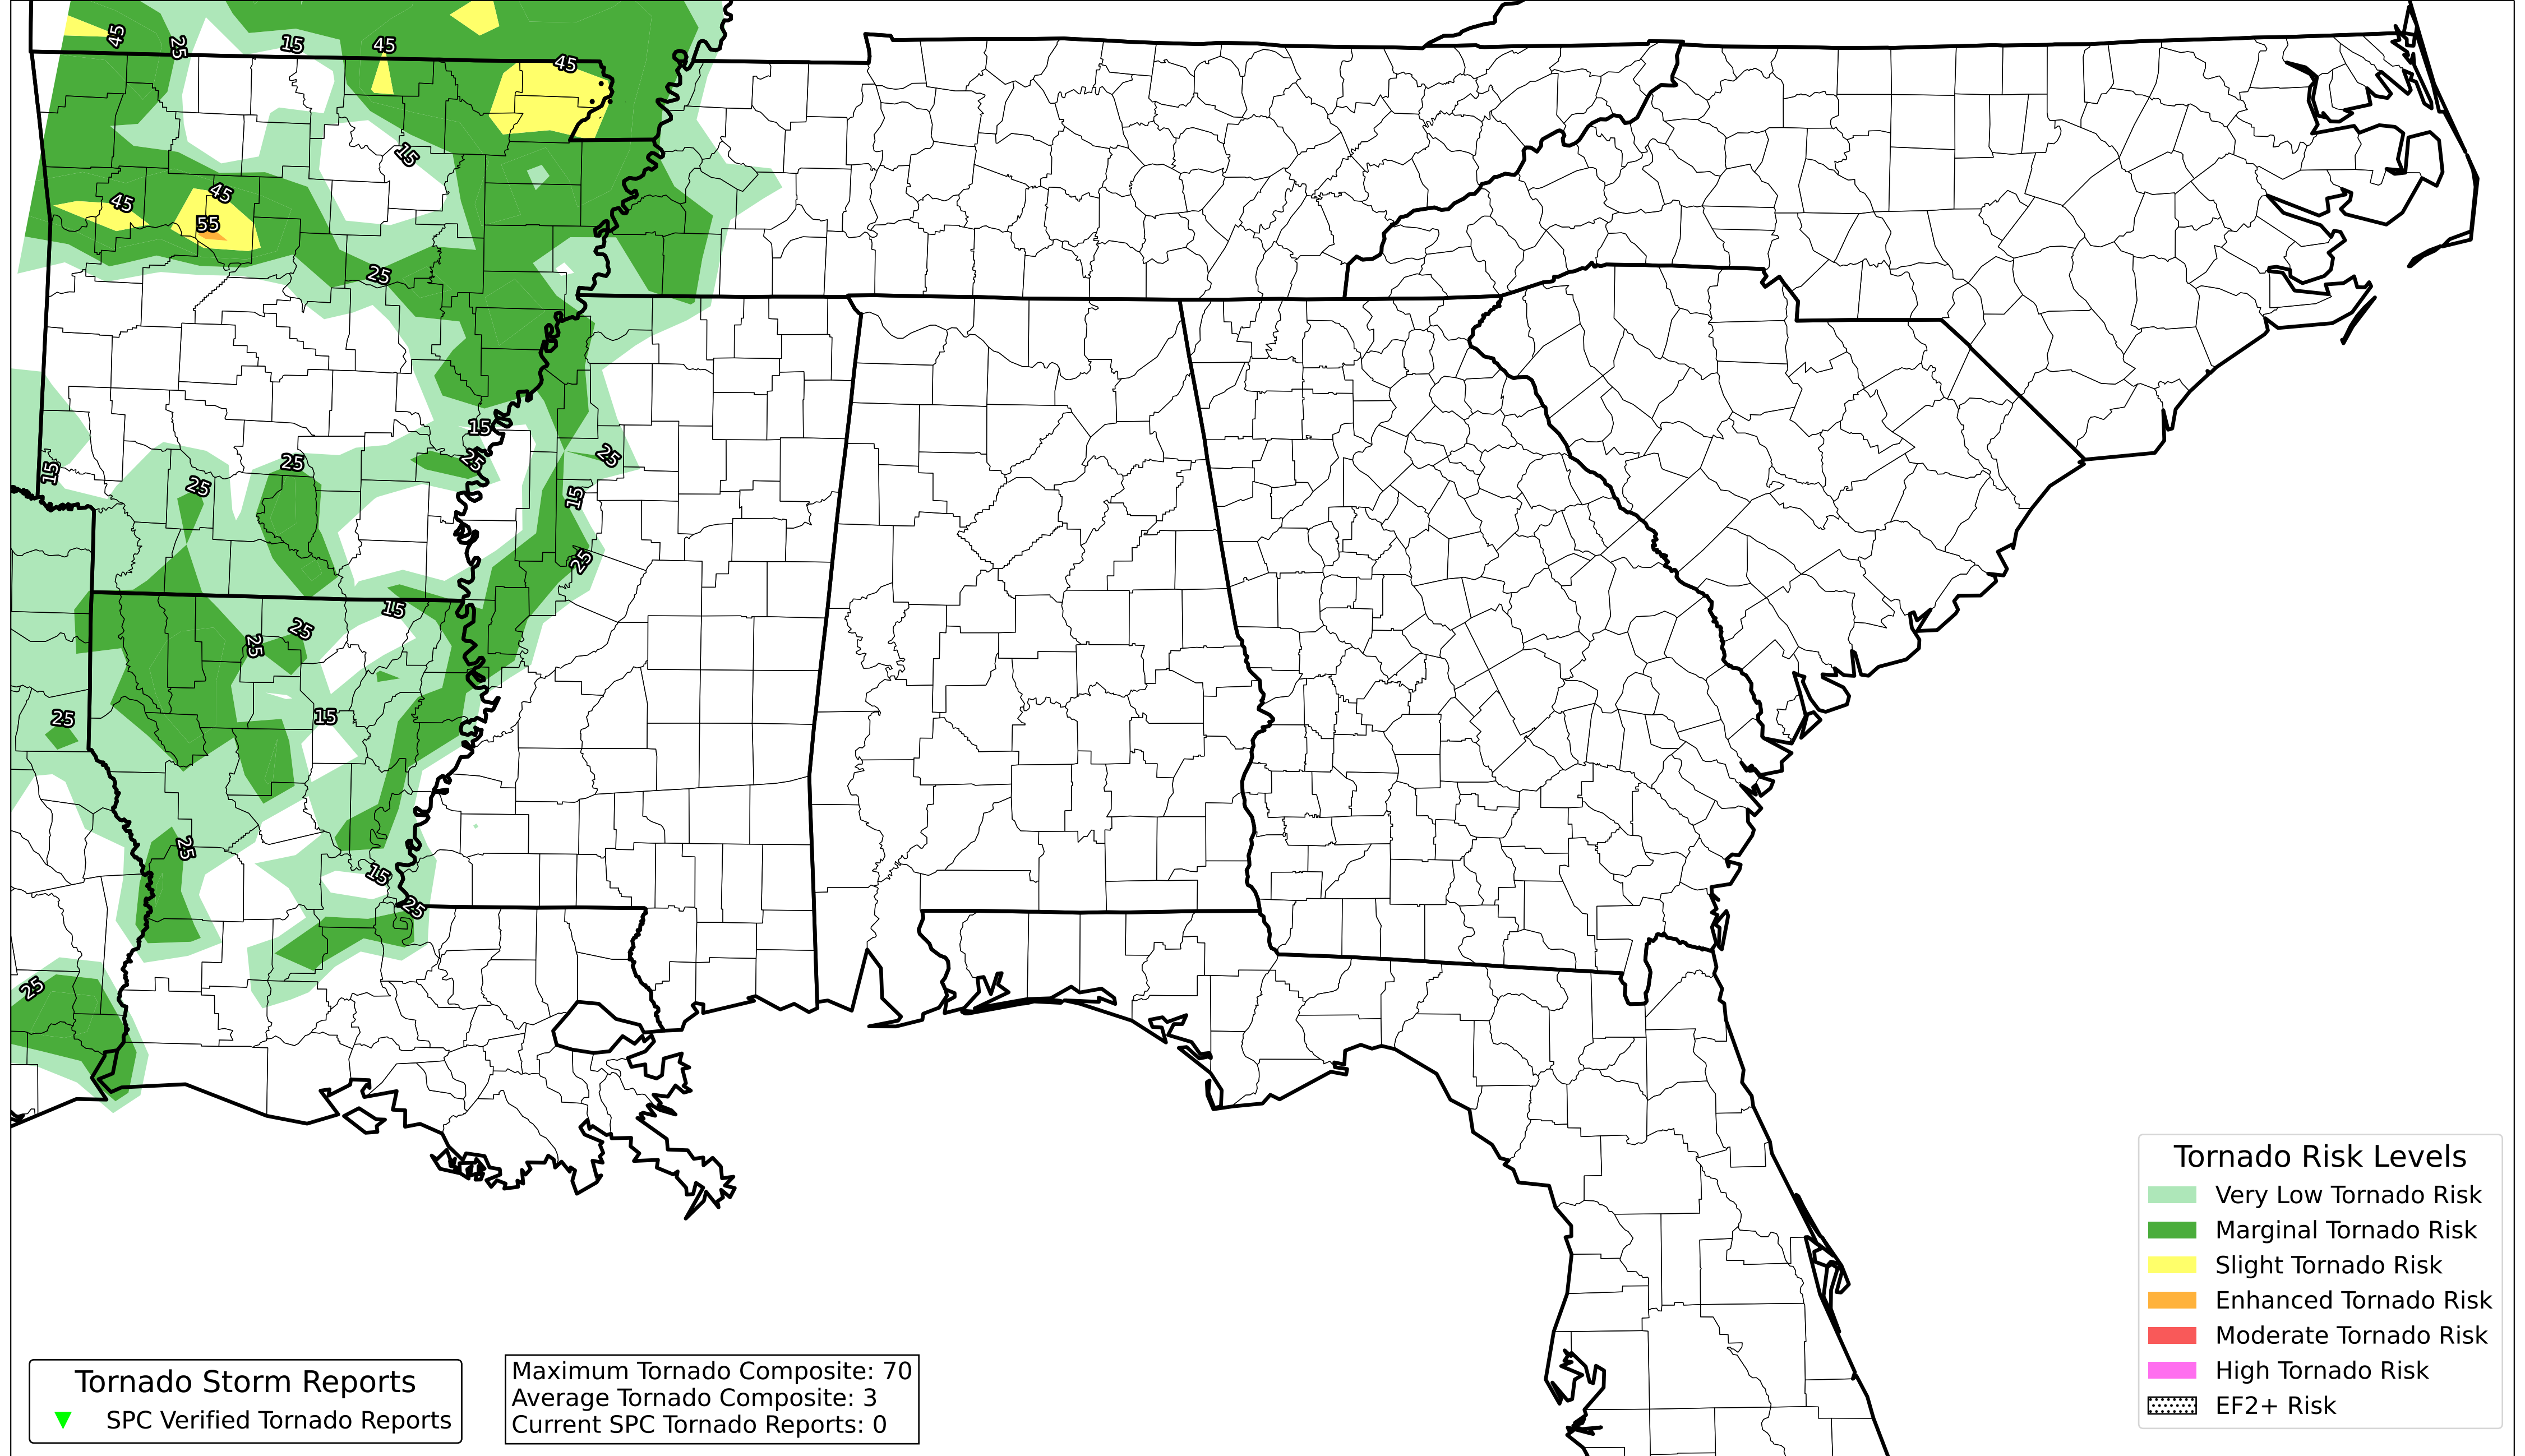 45
25
15
45
45
15
45
45
55
25
15
25
25
15
25
25
15
25
15
25
25
25
15
25
15
25
25
Tornado Risk Levels
Very Low Tornado Risk
Marginal Tornado Risk
Slight Tornado Risk
Enhanced Tornado Risk
Moderate Tornado Risk
High Tornado Risk
EF2+ Risk
Tornado Storm Reports
SPC Verified Tornado Reports
Maximum Tornado Composite: 70
Average Tornado Composite: 3
Current SPC Tornado Reports: 0